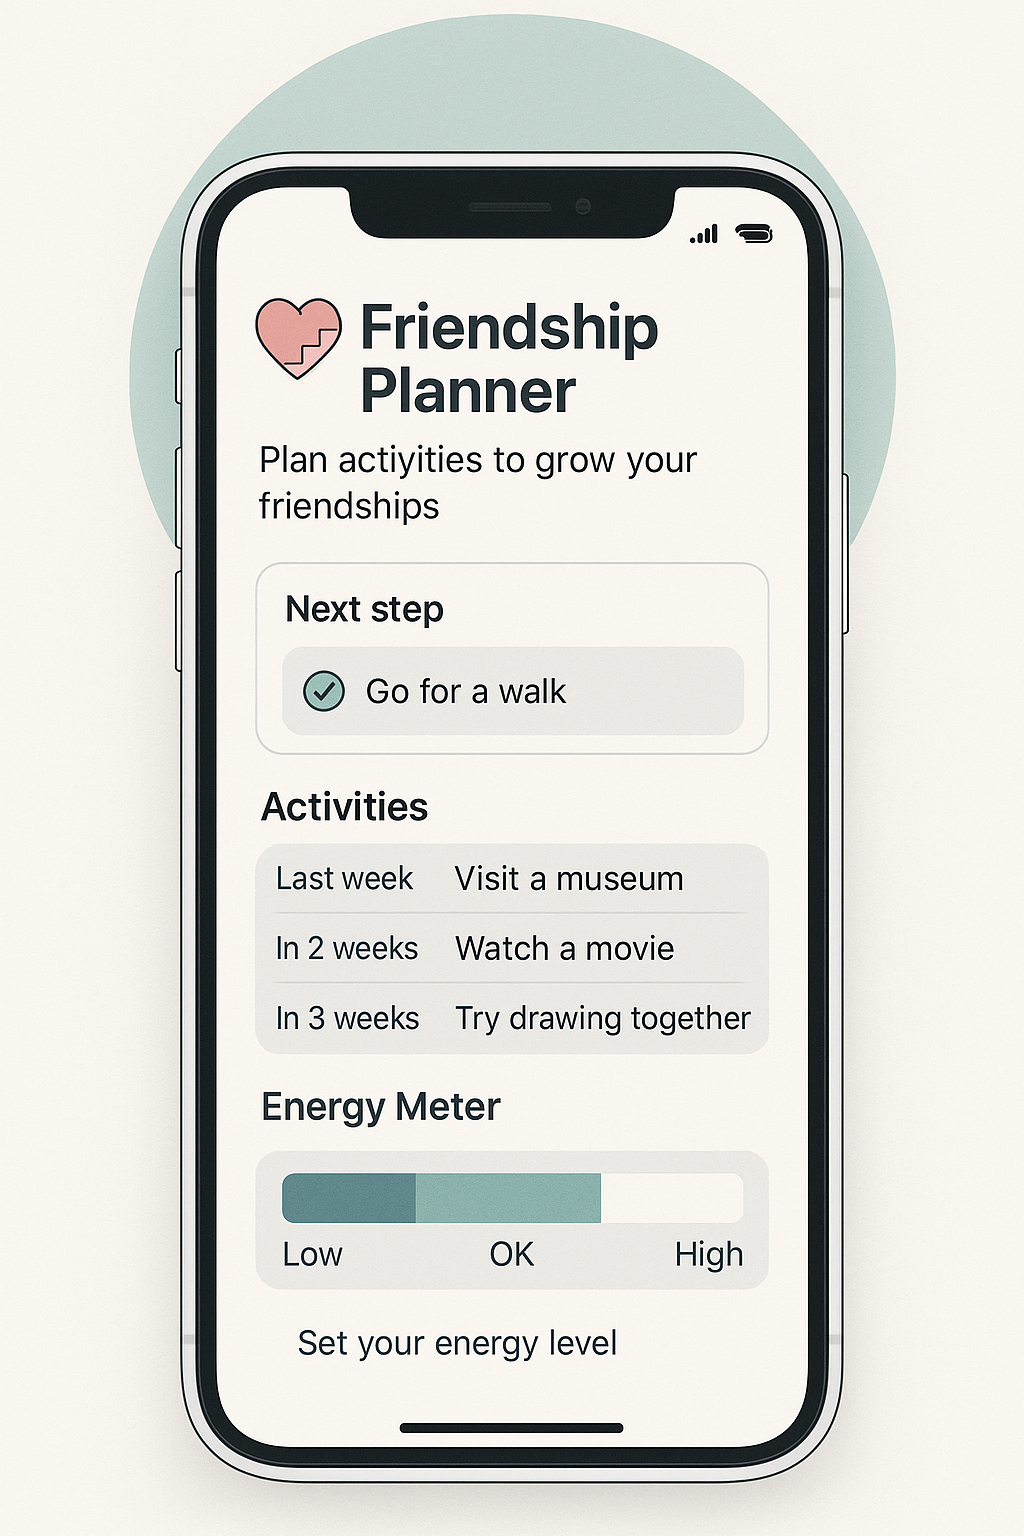 Friendship
Planner
Plan actiyities to grow your
friendships
Next step
Go for a walk
Activities
Last week Visit a museum
In 2 weeks Watch a movie
In 3 weeks Try drawing together
Energy Meter
Low OK High
Set your energy level